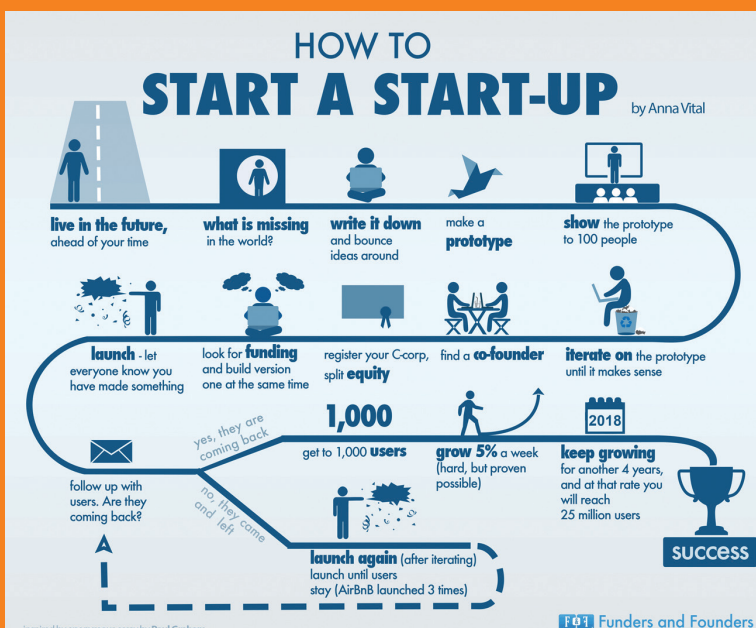 HOW TO
START A START-UP
by Anna Vital
live in the future,
ahead of your time
what is missing
in the world?
write it down
and bounce
ideas around
make a
prototype
show the prototype
to 100 people
iterate on the prototype
until it makes sense
find a co-founder
register your C-corp,
split equity
look for funding
and build version
one at the same time
launch - let
everyone know you
have made something
follow up with
users. Are they
coming back?
yes, they are
coming back
1,000
get to 1,000 users
grow 5% a week
(hard, but proven
possible)
2018
keep growing
for another 4 years,
and at that rate you
will reach
25 million users
success
no, they came
and left
launch again (after iterating)
launch until users
stay (AirBnB launched 3 times)
Funders and Founders